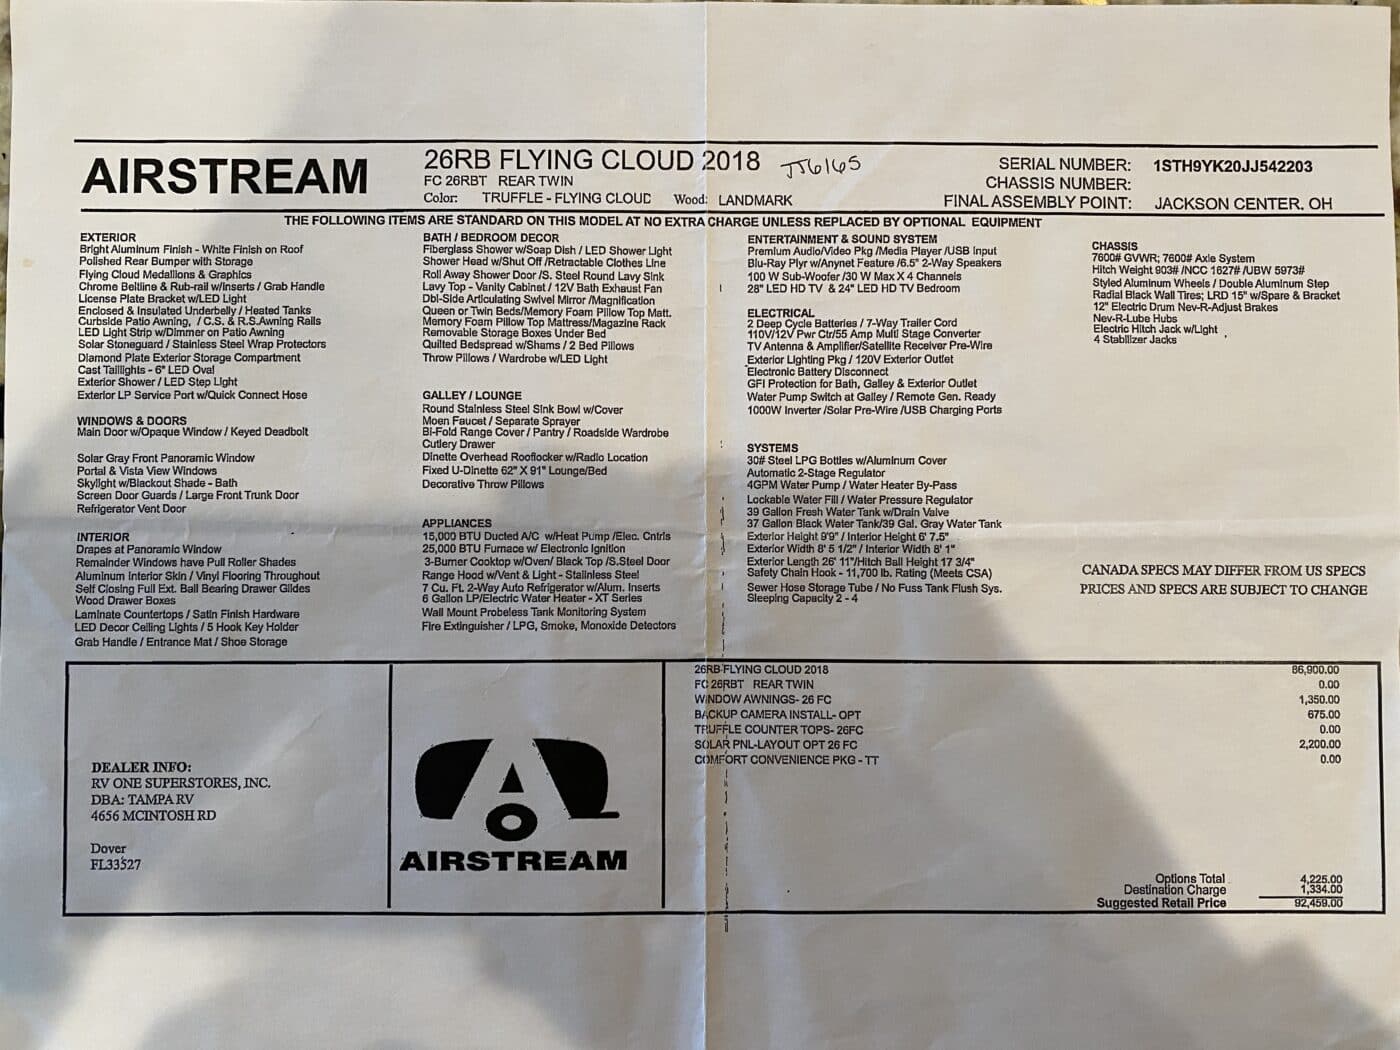 AIRSTREAM
26RB FLYING CLOUD 2018
JJ6165
FC 26RBT REAR TWIN
Color: TRUFFLE - FLYING CLOUD Wood: LANDMARK
SERIAL NUMBER: 1STH9YK20JJ542203
CHASSIS NUMBER:
FINAL ASSEMBLY POINT: JACKSON CENTER, OH
THE FOLLOWING ITEMS ARE STANDARD ON THIS MODEL AT NO EXTRA CHARGE UNLESS REPLACED BY OPTIONAL EQUIPMENT
EXTERIOR
Bright Aluminum Finish - White Finish on Roof
Polished Rear Bumper with Storage
Flying Cloud Medallions & Graphics
Chrome Beltline & Rub-rail w/Inserts / Grab Handle
License Plate Bracket w/LED Light
Enclosed & Insulated Underbelly / Heated Tanks
Curbside Patio Awning, / C.S. & R.S.Awning Rails
LED Light Strip w/Dimmer on Patio Awning
Solar Stoneguard / Stainless Steel Wrap Protectors
Diamond Plate Exterior Storage Compartment
Cast Taillights - 6" LED Oval
Exterior Shower / LED Step Light
Exterior LP Service Port w/Quick Connect Hose
WINDOWS & DOORS
Main Door w/Opaque Window / Keyed Deadbolt
Solar Gray Front Panoramic Window
Portal & Vista View Windows
Skylight w/Blackout Shade - Bath
Screen Door Guards / Large Front Trunk Door
Refrigerator Vent Door
INTERIOR
Drapes at Panoramic Window
Remainder Windows have Pull Roller Shades
Aluminum Interior Skin / Vinyl Flooring Throughout
Self Closing Full Ext. Ball Bearing Drawer Glides
Wood Drawer Boxes
Laminate Countertops / Satin Finish Hardware
LED Decor Ceiling Lights / 5 Hook Key Holder
Grab Handle / Entrance Mat / Shoe Storage
BATH / BEDROOM DECOR
Fiberglass Shower w/Soap Dish / LED Shower Light
Shower Head w/Shut Off /Retractable Clothes Line
Roll Away Shower Door /S. Steel Round Lavy Sink
Lavy Top - Vanity Cabinet / 12V Bath Exhaust Fan
Dbl-Side Articulating Swivel Mirror /Magnification
Queen or Twin Beds/Memory Foam Pillow Top Matt.
Memory Foam Pillow Top Mattress/Magazine Rack
Removable Storage Boxes Under Bed
Quilted Bedspread w/Shams / 2 Bed Pillows
Throw Pillows / Wardrobe w/LED Light
GALLEY / LOUNGE
Round Stainless Steel Sink Bowl w/Cover
Moen Faucet / Separate Sprayer
Bi-Fold Range Cover / Pantry / Roadside Wardrobe
Cutlery Drawer
Dinette Overhead Rooflocker w/Radio Location
Fixed U-Dinette 62" X 91" Lounge/Bed
Decorative Throw Pillows
APPLIANCES
15,000 BTU Ducted A/C w/Heat Pump /Elec. Cntrls
25,000 BTU Furnace w/ Electronic Ignition
3-Burner Cooktop w/Oven/ Black Top /S.Steel Door
Range Hood w/Vent & Light - Stainless Steel
7 Cu. Ft. 2-Way Auto Refrigerator w/Alum. Inserts
6 Gallon LP/Electric Water Heater - XT Series
Wall Mount Probeless Tank Monitoring System
Fire Extinguisher / LPG, Smoke, Monoxide Detectors
ENTERTAINMENT & SOUND SYSTEM
Premium Audio/Video Pkg /Media Player /USB Input
Blu-Ray Plyr w/Anynet Feature /6.5" 2-Way Speakers
100 W Sub-Woofer /30 W Max X 4 Channels
28" LED HD TV & 24" LED HD TV Bedroom
ELECTRICAL
2 Deep Cycle Batteries / 7-Way Trailer Cord
110V/12V Pwr Ctr/55 Amp Multi Stage Converter
TV Antenna & Amplifier/Satellite Receiver Pre-Wire
Exterior Lighting Pkg / 120V Exterior Outlet
Electronic Battery Disconnect
GFI Protection for Bath, Galley & Exterior Outlet
Water Pump Switch at Galley / Remote Gen. Ready
1000W Inverter /Solar Pre-Wire /USB Charging Ports
SYSTEMS
30# Steel LPG Bottles w/Aluminum Cover
Automatic 2-Stage Regulator
4GPM Water Pump / Water Heater By-Pass
Lockable Water Fill / Water Pressure Regulator
39 Gallon Fresh Water Tank w/Drain Valve
37 Gallon Black Water Tank/39 Gal. Gray Water Tank
Exterior Height 9'9" / Interior Height 6' 7.5"
Exterior Width 8' 5 1/2" / Interior Width 8' 1"
Exterior Length 26' 11"/Hitch Ball Height 17 3/4"
Safety Chain Hook - 11,700 lb. Rating (Meets CSA)
Sewer Hose Storage Tube / No Fuss Tank Flush Sys.
Sleeping Capacity 2 - 4
CHASSIS
7600# GVWR; 7600# Axle System
Hitch Weight 903# /NCC 1627# /UBW 5973#
Styled Aluminum Wheels / Double Aluminum Step
Radial Black Wall Tires; LRD 15" w/Spare & Bracket
12" Electric Drum Nev-R-Adjust Brakes
Nev-R-Lube Hubs
Electric Hitch Jack w/Light
4 Stabilizer Jacks
CANADA SPECS MAY DIFFER FROM US SPECS
PRICES AND SPECS ARE SUBJECT TO CHANGE
DEALER INFO:
RV ONE SUPERSTORES, INC.
DBA: TAMPA RV
4656 MCINTOSH RD
Dover
FL33527
AIRSTREAM
26RB FLYING CLOUD 2018 86,900.00
FC 26RBT REAR TWIN 0.00
WINDOW AWNINGS- 26 FC 1,350.00
BACKUP CAMERA INSTALL- OPT 675.00
TRUFFLE COUNTER TOPS- 26FC 0.00
SOLAR PNL-LAYOUT OPT 26 FC 2,200.00
COMFORT CONVENIENCE PKG - TT 0.00
Options Total 4,225.00
Destination Charge 1,334.00
Suggested Retail Price 92,459.00